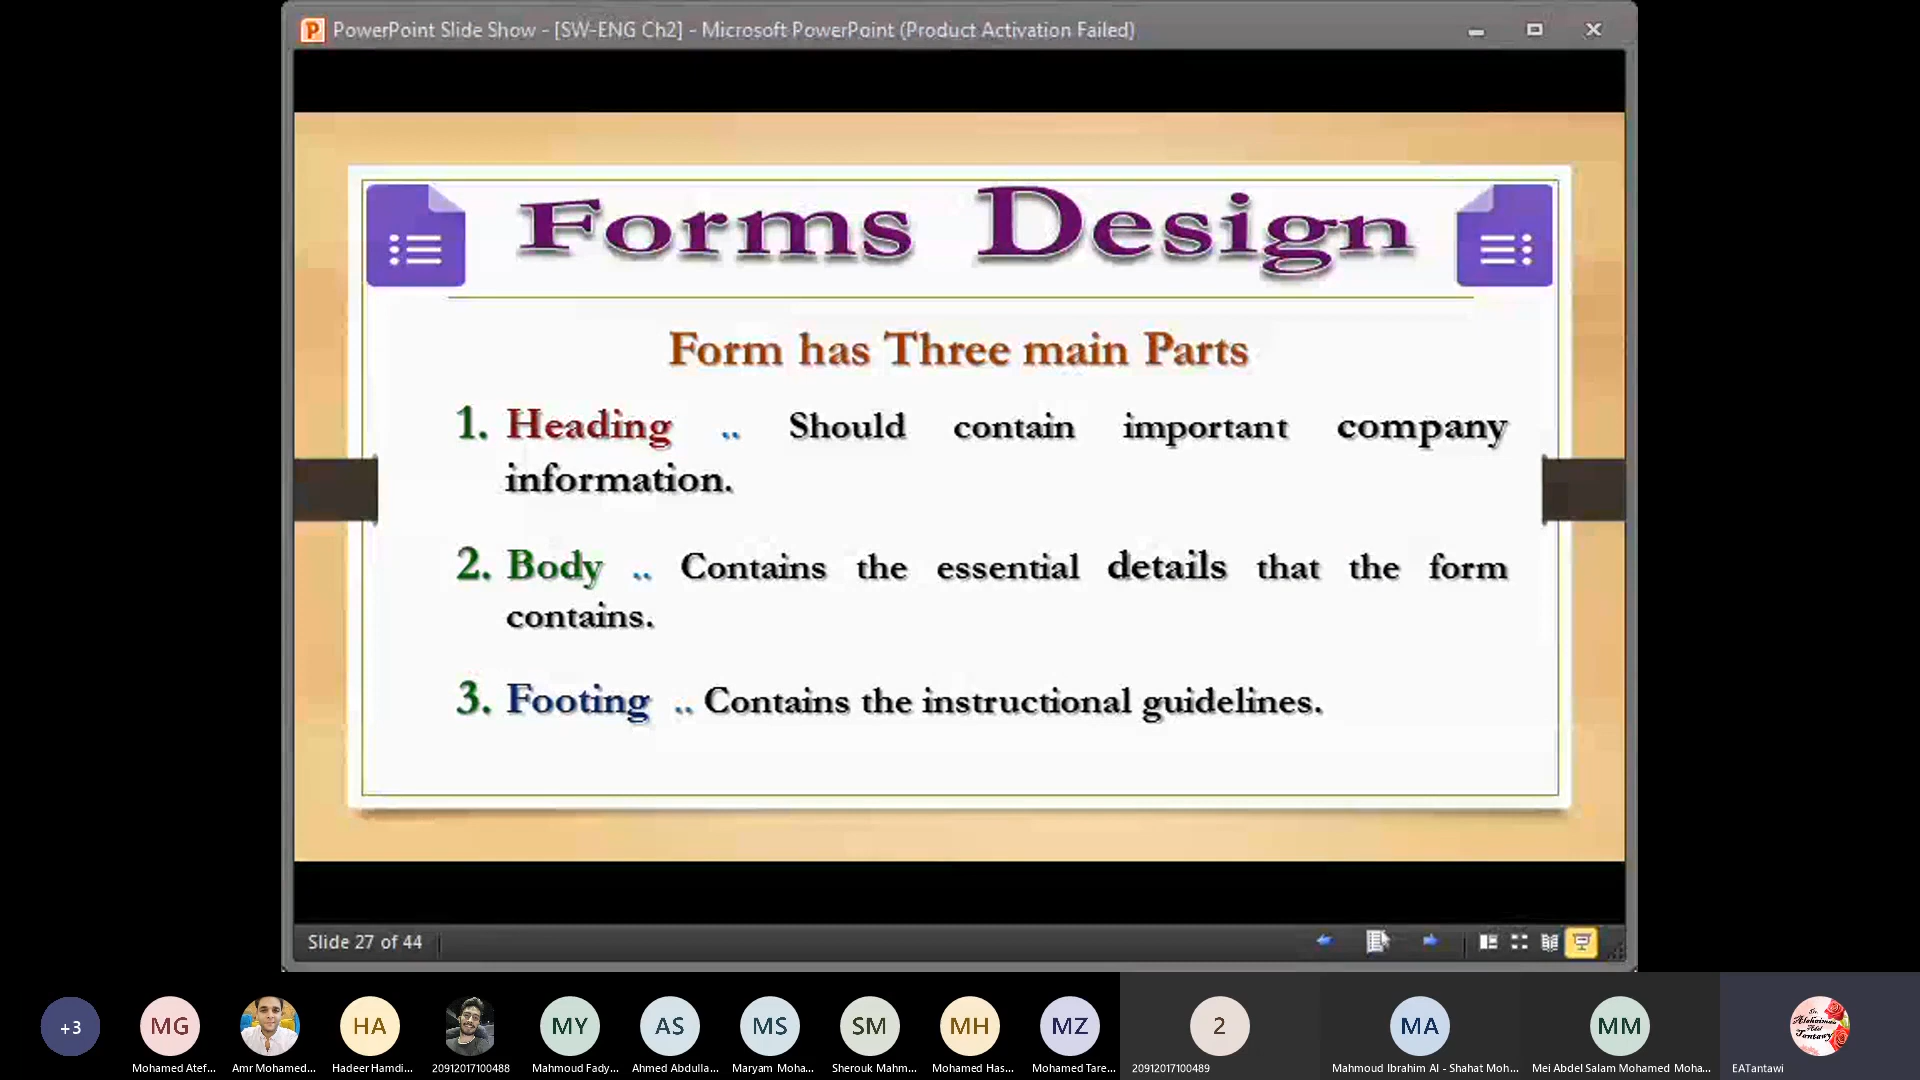 PowerPoint Slide Show - [SW-ENG Ch2] - Microsoft PowerPoint (Product Activation Failed)
Forms Design
Form has Three main Parts
1. Heading .. Should contain important company
information.
2. Body .. Contains the essential details that the form
contains.
3. Footing .. Contains the instructional guidelines.
Slide 27 of 44
+3 MG HA MY AS MS SM MH MZ 2 MA MM
Mohamed Atef... Amr Mohamed... Hadeer Hamdi... 20912017100488 Mahmoud Fady... Ahmed Abdulla... Maryam Moha... Sherouk Mahm... Mohamed Has... Mohamed Tare... 20912017100489 Mahmoud Ibrahim Al - Shahat Moh... Mei Abdel Salam Mohamed Moha... EATantawi